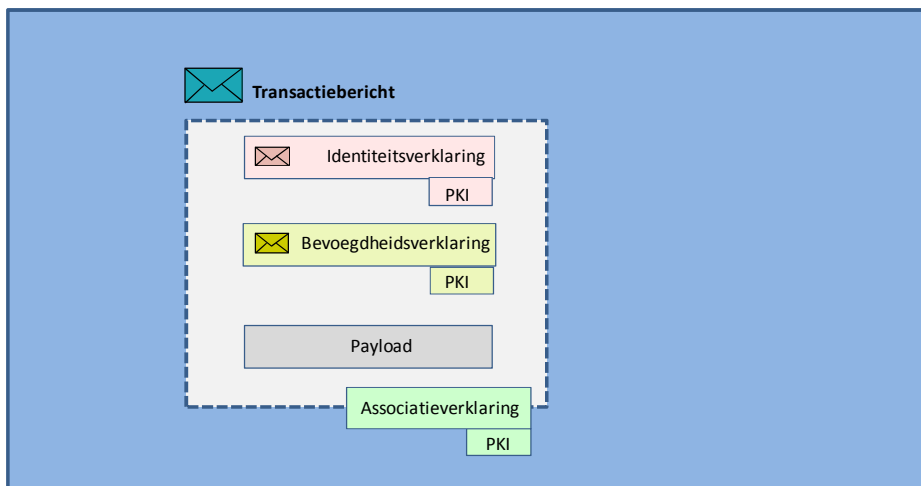 Transactiebericht
Identiteitsverklaring
PKI
Bevoegdheidsverklaring
PKI
Payload
Associatieverklaring
PKI